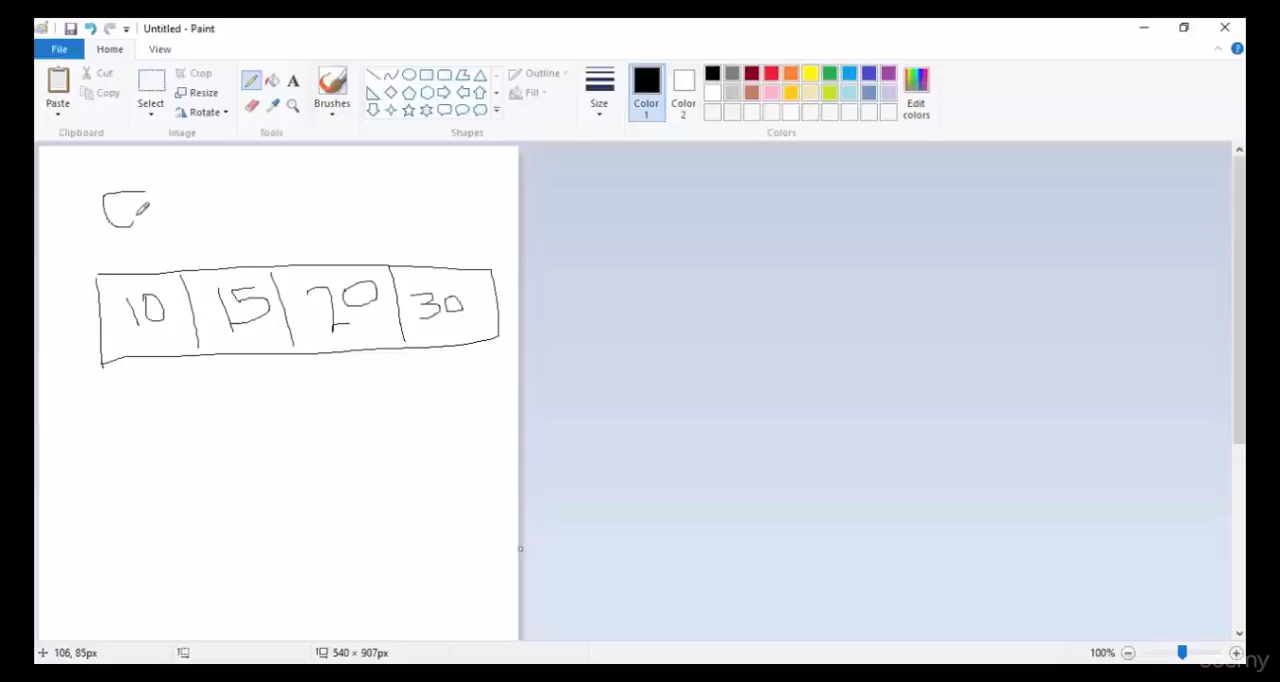 Untitled - Paint
File Home View
Paste
Cut
Copy
Clipboard
Select
Crop
Resize
Rotate
Image
A
Tools
Brushes
Shapes
Outline
Fill
Size
Color 1
Color 2
Edit colors
Colors
10 15 20 30
106, 85px
540 × 907px
100%